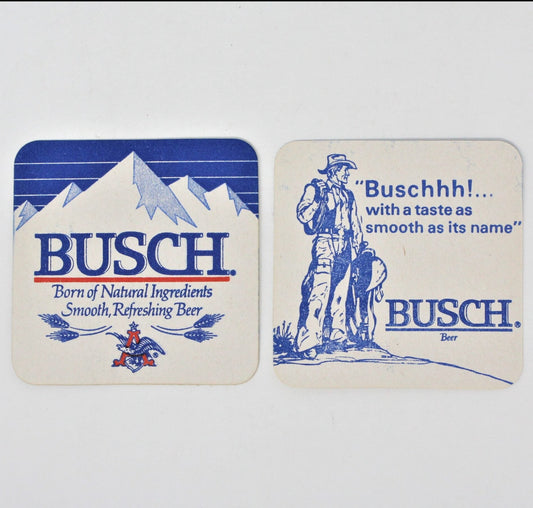 BUSCH®
Born of Natural Ingredients
Smooth, Refreshing Beer
A
"Buschhh!...
with a taste as
smooth as its name"
BUSCH®
Beer